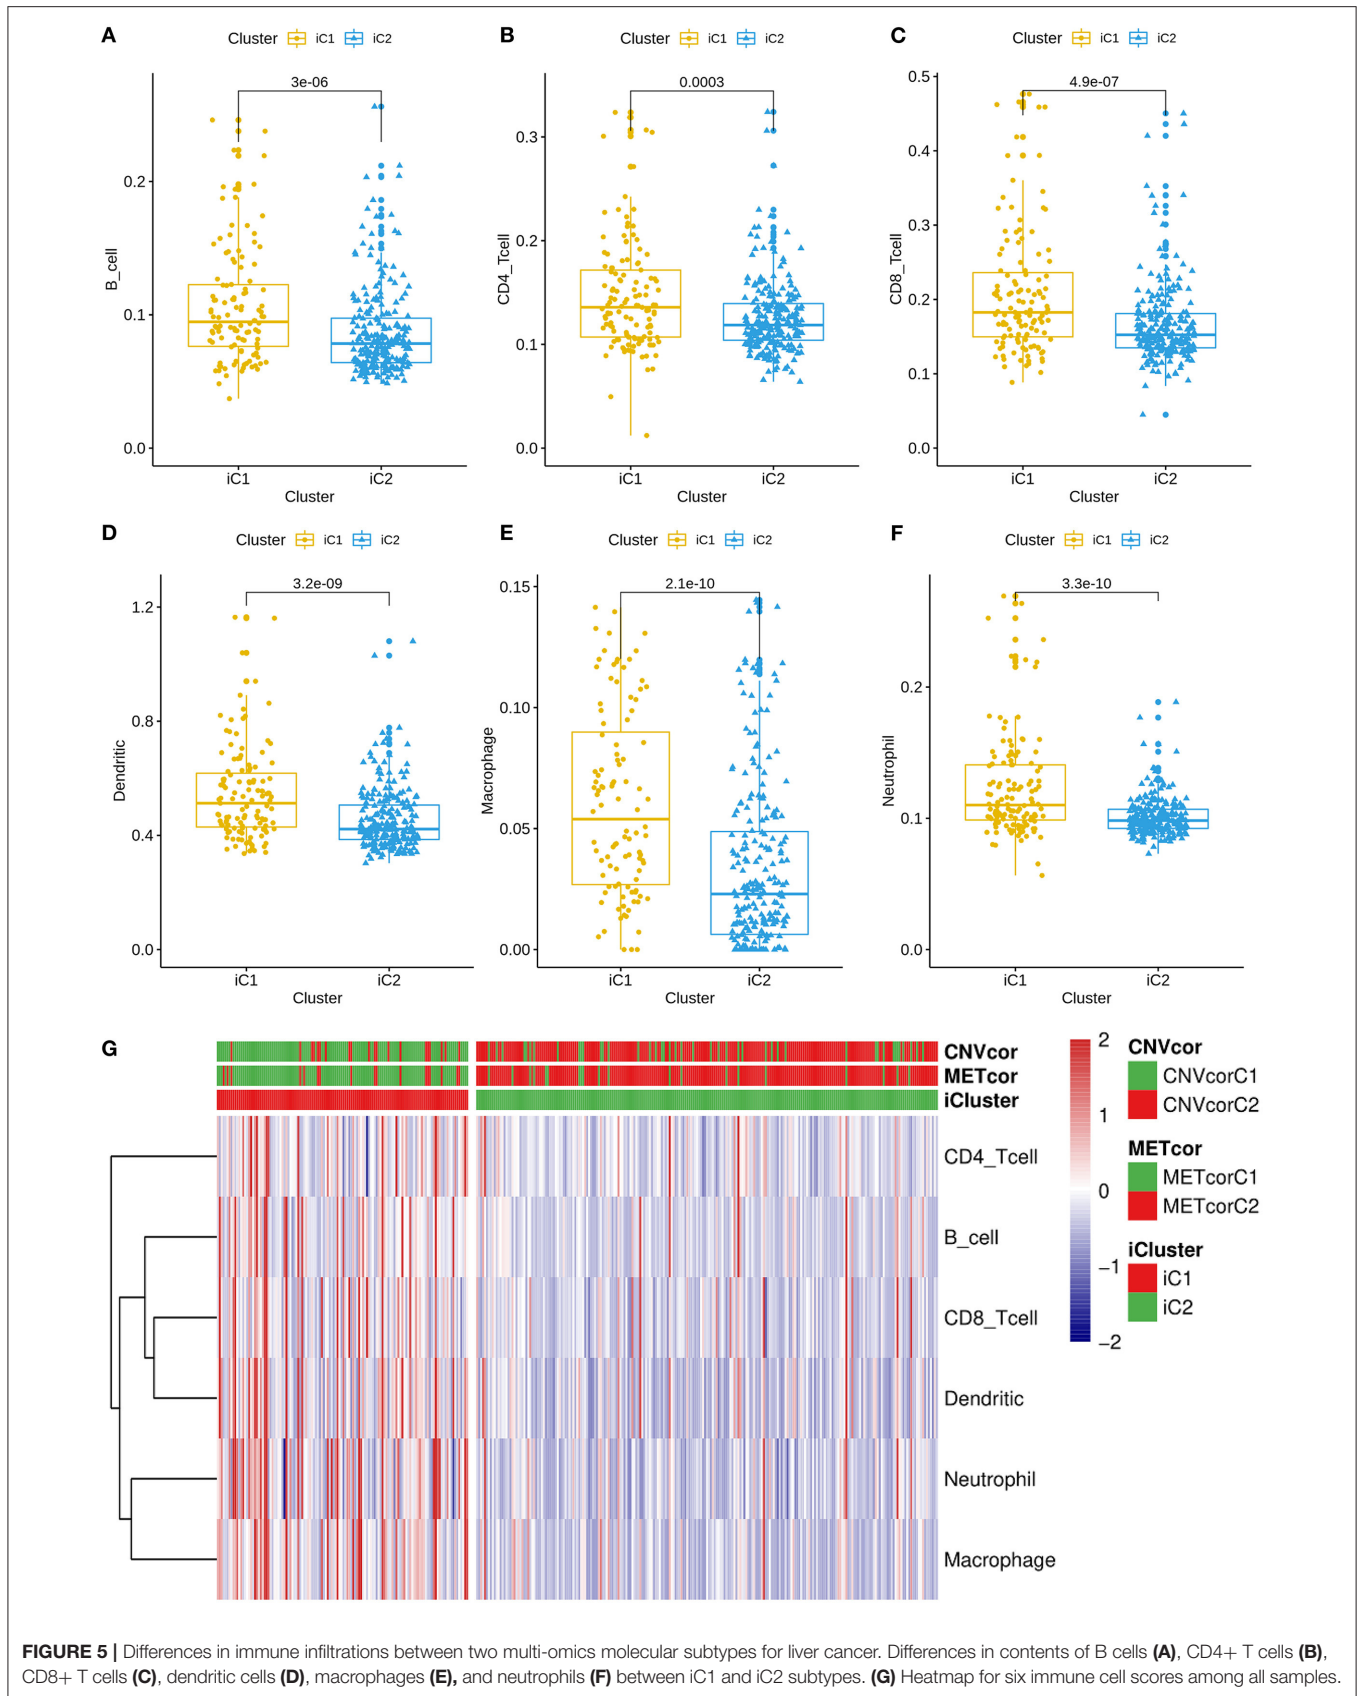 A
Cluster iC1 iC2
3e-06
B_cell
0.2
0.1
0.0
iC1 iC2
Cluster
B
Cluster iC1 iC2
0.0003
CD4_Tcell
0.3
0.2
0.1
0.0
iC1 iC2
Cluster
C
Cluster iC1 iC2
4.9e-07
CD8_Tcell
0.5
0.4
0.3
0.2
0.1
0.0
iC1 iC2
Cluster
D
Cluster iC1 iC2
3.2e-09
Dendritic
1.2
0.8
0.4
0.0
iC1 iC2
Cluster
E
Cluster iC1 iC2
2.1e-10
Macrophage
0.15
0.10
0.05
0.00
iC1 iC2
Cluster
F
Cluster iC1 iC2
3.3e-10
Neutrophil
0.2
0.1
0.0
iC1 iC2
Cluster
G
CNVcor
METcor
iCluster
CD4_Tcell
B_cell
CD8_Tcell
Dendritic
Neutrophil
Macrophage
2
1
0
−1
−2
CNVcor
CNVcorC1
CNVcorC2
METcor
METcorC1
METcorC2
iCluster
iC1
iC2
FIGURE 5 | Differences in immune infiltrations between two multi-omics molecular subtypes for liver cancer. Differences in contents of B cells (A), CD4+ T cells (B),
CD8+ T cells (C), dendritic cells (D), macrophages (E), and neutrophils (F) between iC1 and iC2 subtypes. (G) Heatmap for six immune cell scores among all samples.